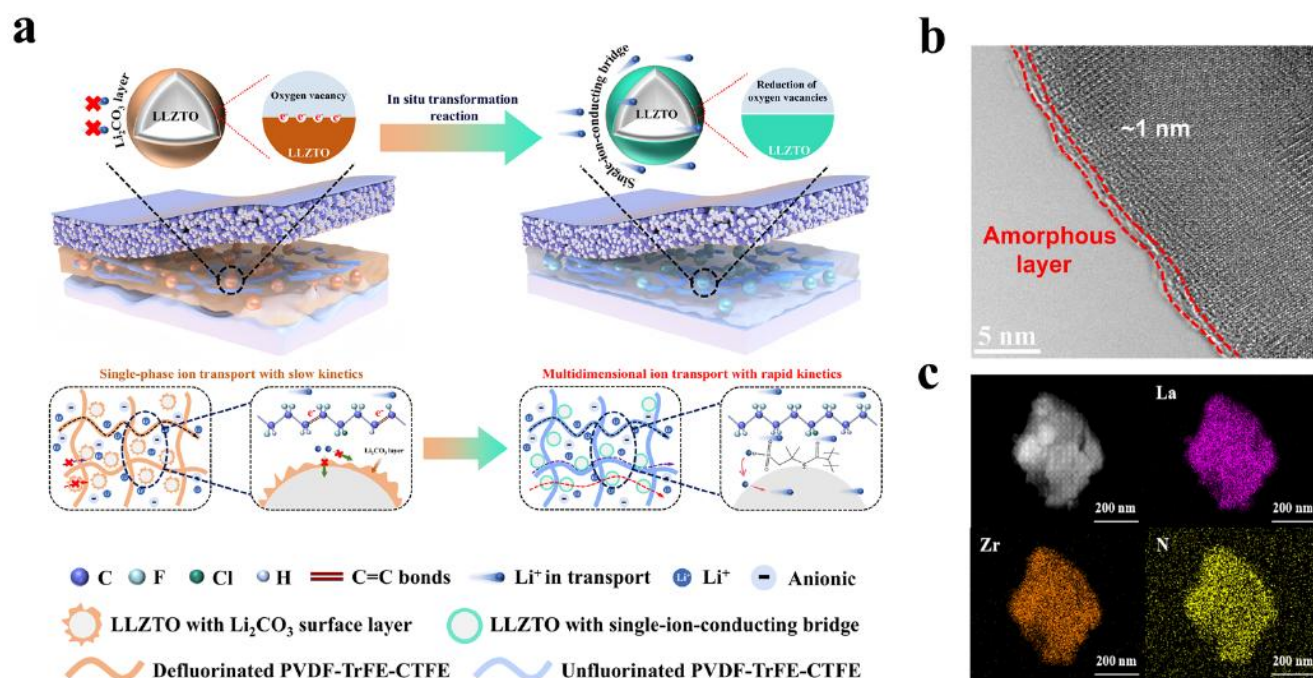 a
Li₂CO₃ layer
LLZTO
Oxygen vacancy
e⁻ e⁻ e⁻ e⁻
LLZTO
In situ transformation
reaction
Single-ion-conducting bridge
LLZTO
Reduction of
oxygen vacancies
LLZTO
Single-phase ion transport with slow kinetics
e⁻
e⁻
Li₂CO₃ layer
Multidimensional ion transport with rapid kinetics
C
F
Cl
H
C=C bonds
Li⁺ in transport
Li⁺
Li⁺
-
Anionic
LLZTO with Li₂CO₃ surface layer
LLZTO with single-ion-conducting bridge
Defluorinated PVDF-TrFE-CTFE
Unfluorinated PVDF-TrFE-CTFE
b
~1 nm
Amorphous
layer
5 nm
c
200 nm
La
200 nm
Zr
200 nm
N
200 nm